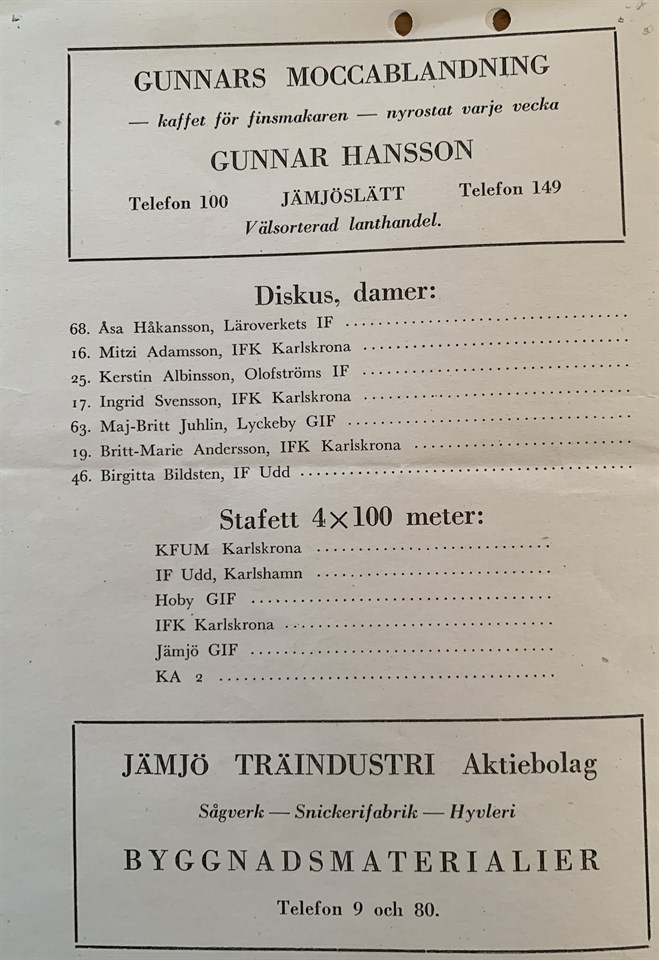 GUNNARS MOCCABLANDNING
— kaffet för finsmakaren — nyrostat varje vecka
GUNNAR HANSSON
Telefon 100 JÄMJÖSLÄTT Telefon 149
Välsorterad lanthandel.
Diskus, damer:
68. Åsa Håkansson, Läroverkets IF ..............................
16. Mitzi Adamsson, IFK Karlskrona ............................
25. Kerstin Albinsson, Olofströms IF ............................
17. Ingrid Svensson, IFK Karlskrona ............................
63. Maj-Britt Juhlin, Lyckeby GIF ..............................
19. Britt-Marie Andersson, IFK Karlskrona .......................
46. Birgitta Bildsten, IF Udd ...................................
Stafett 4×100 meter:
KFUM Karlskrona .........................
IF Udd, Karlshamn .........................
Hoby GIF ................................
IFK Karlskrona ............................
Jämjö GIF ................................
KA 2 ....................................
JÄMJÖ TRÄINDUSTRI Aktiebolag
Sågverk — Snickerifabrik — Hyvleri
BYGGNADSMATERIALIER
Telefon 9 och 80.